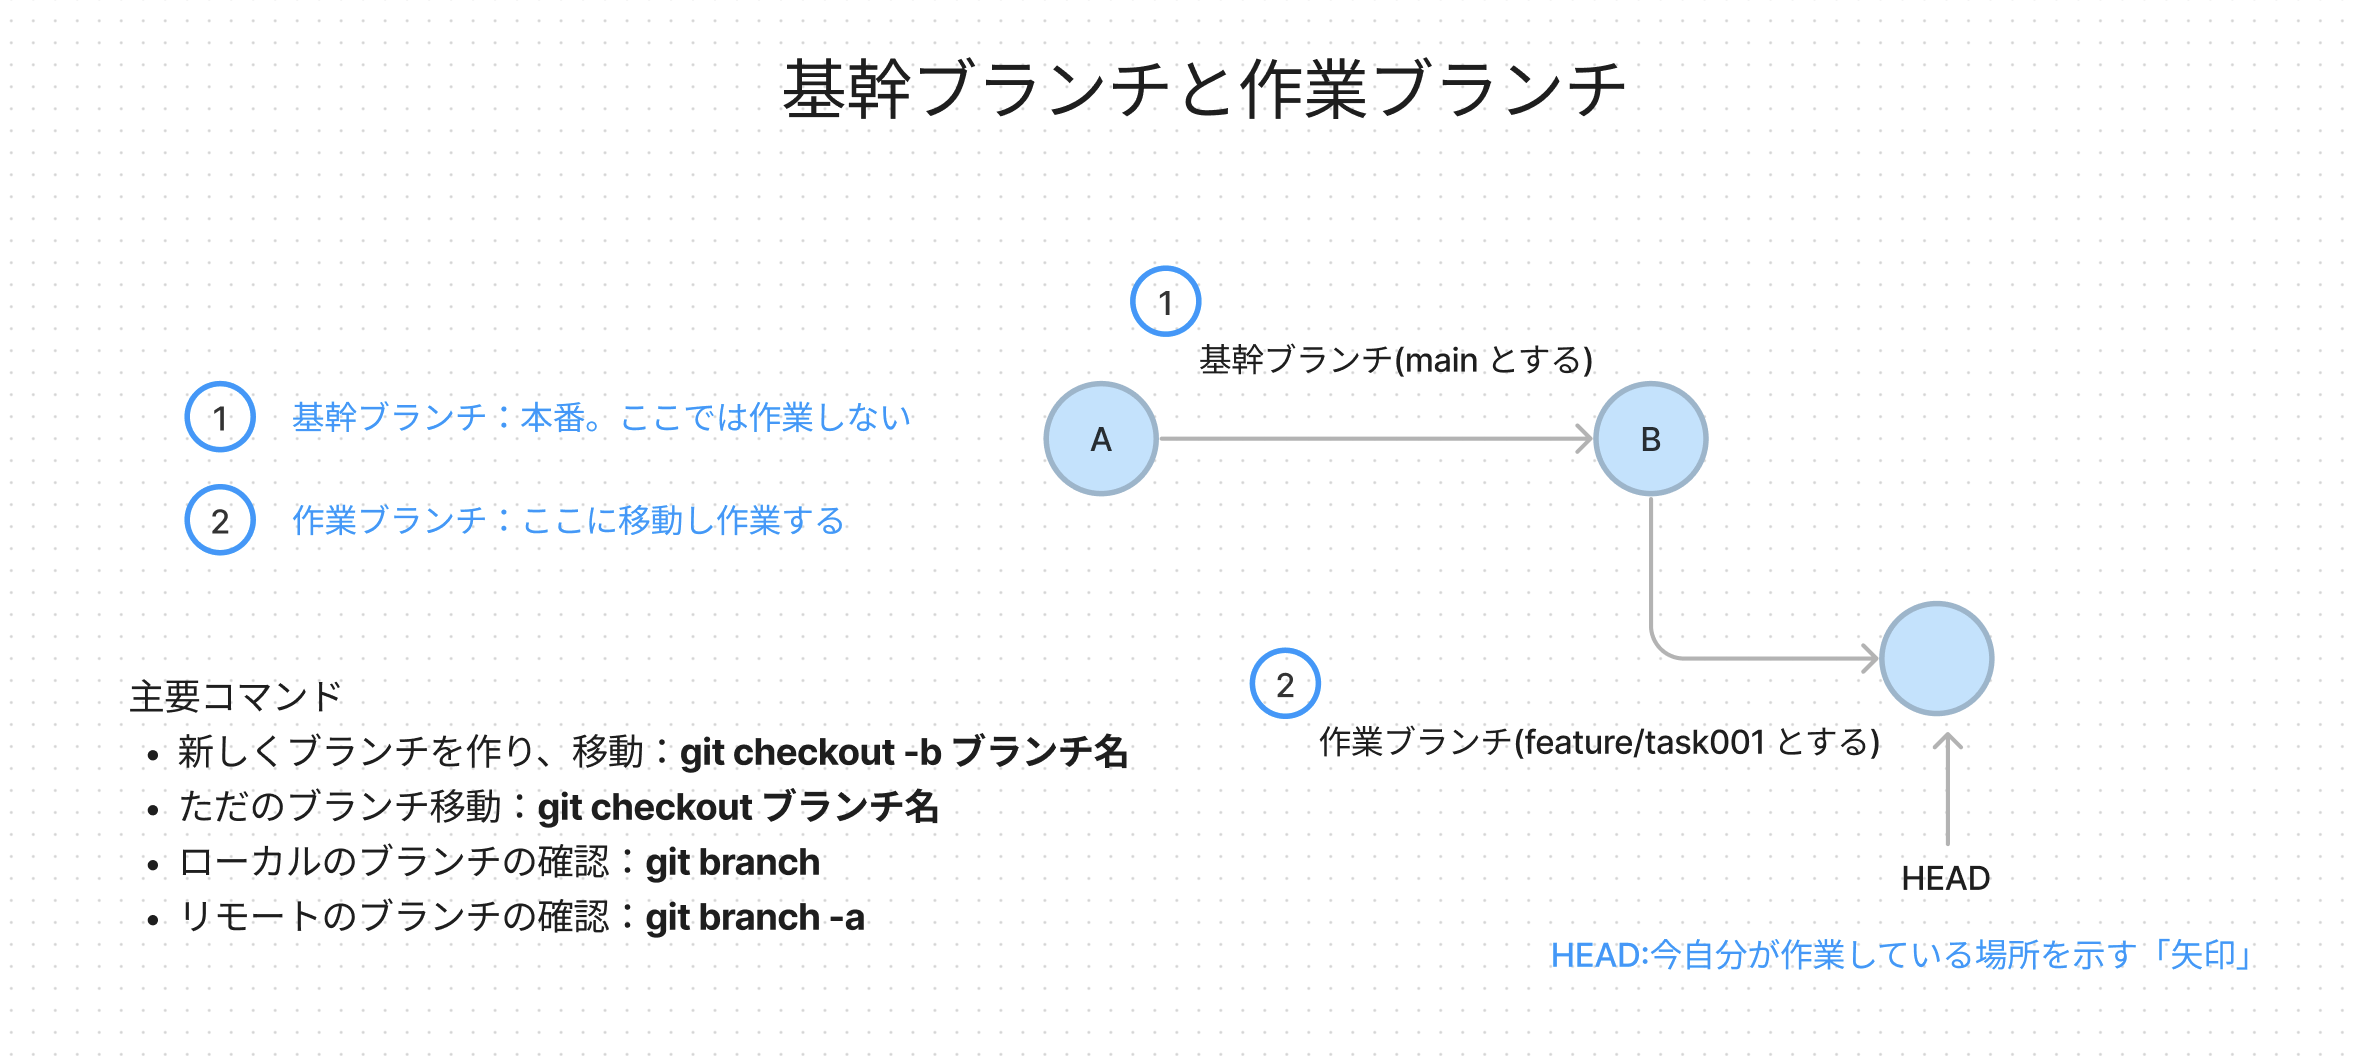 基幹ブランチと作業ブランチ
1
基幹ブランチ(main とする)
1
基幹ブランチ：本番。ここでは作業しない
A
B
2
作業ブランチ：ここに移動し作業する
主要コマンド
• 新しくブランチを作り、移動：git checkout -b ブランチ名
• ただのブランチ移動：git checkout ブランチ名
• ローカルのブランチの確認：git branch
• リモートのブランチの確認：git branch -a
2
作業ブランチ(feature/task001 とする)
HEAD
HEAD:今自分が作業している場所を示す「矢印」